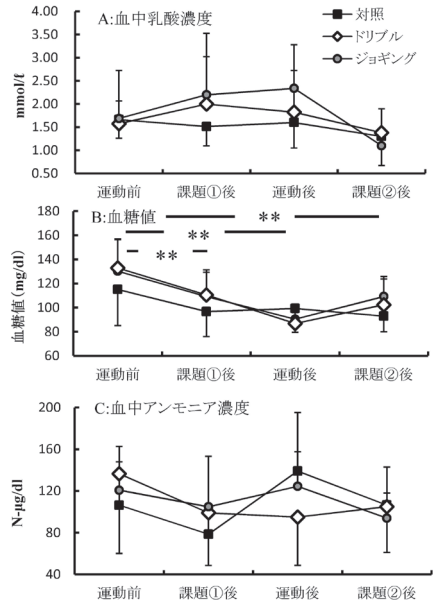 A:血中乳酸濃度
対照
ドリブル
ジョギング
mmol/ℓ
4.00
3.50
3.00
2.50
2.00
1.50
1.00
0.50
運動前 課題①後 運動後 課題②後
B:血糖値
血糖値(mg/dl)
180
160
140
120
100
80
60
**
**
**
運動前 課題①後 運動後 課題②後
C:血中アンモニア濃度
N-μg/dl
200
160
120
80
40
運動前 課題①後 運動後 課題②後